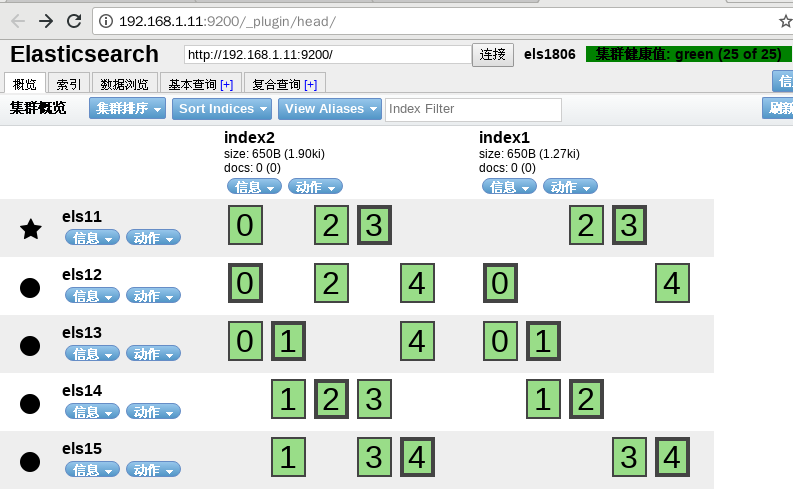 192.168.1.11:9200/_plugin/head/
Elasticsearch http://192.168.1.11:9200/ 连接 els1806 集群健康值: green (25 of 25)
概览 索引 数据浏览 基本查询 [+] 复合查询 [+]
集群概览 集群排序 Sort Indices View Aliases Index Filter
index2 index1
size: 650B (1.90ki) size: 650B (1.27ki)
docs: 0 (0) docs: 0 (0)
信息 动作 信息 动作
els11 0 2 3 2 3
信息 动作
els12 0 2 4 0 4
信息 动作
els13 0 1 4 0 1
信息 动作
els14 1 2 3 1 2
信息 动作
els15 1 3 4 3 4
信息 动作